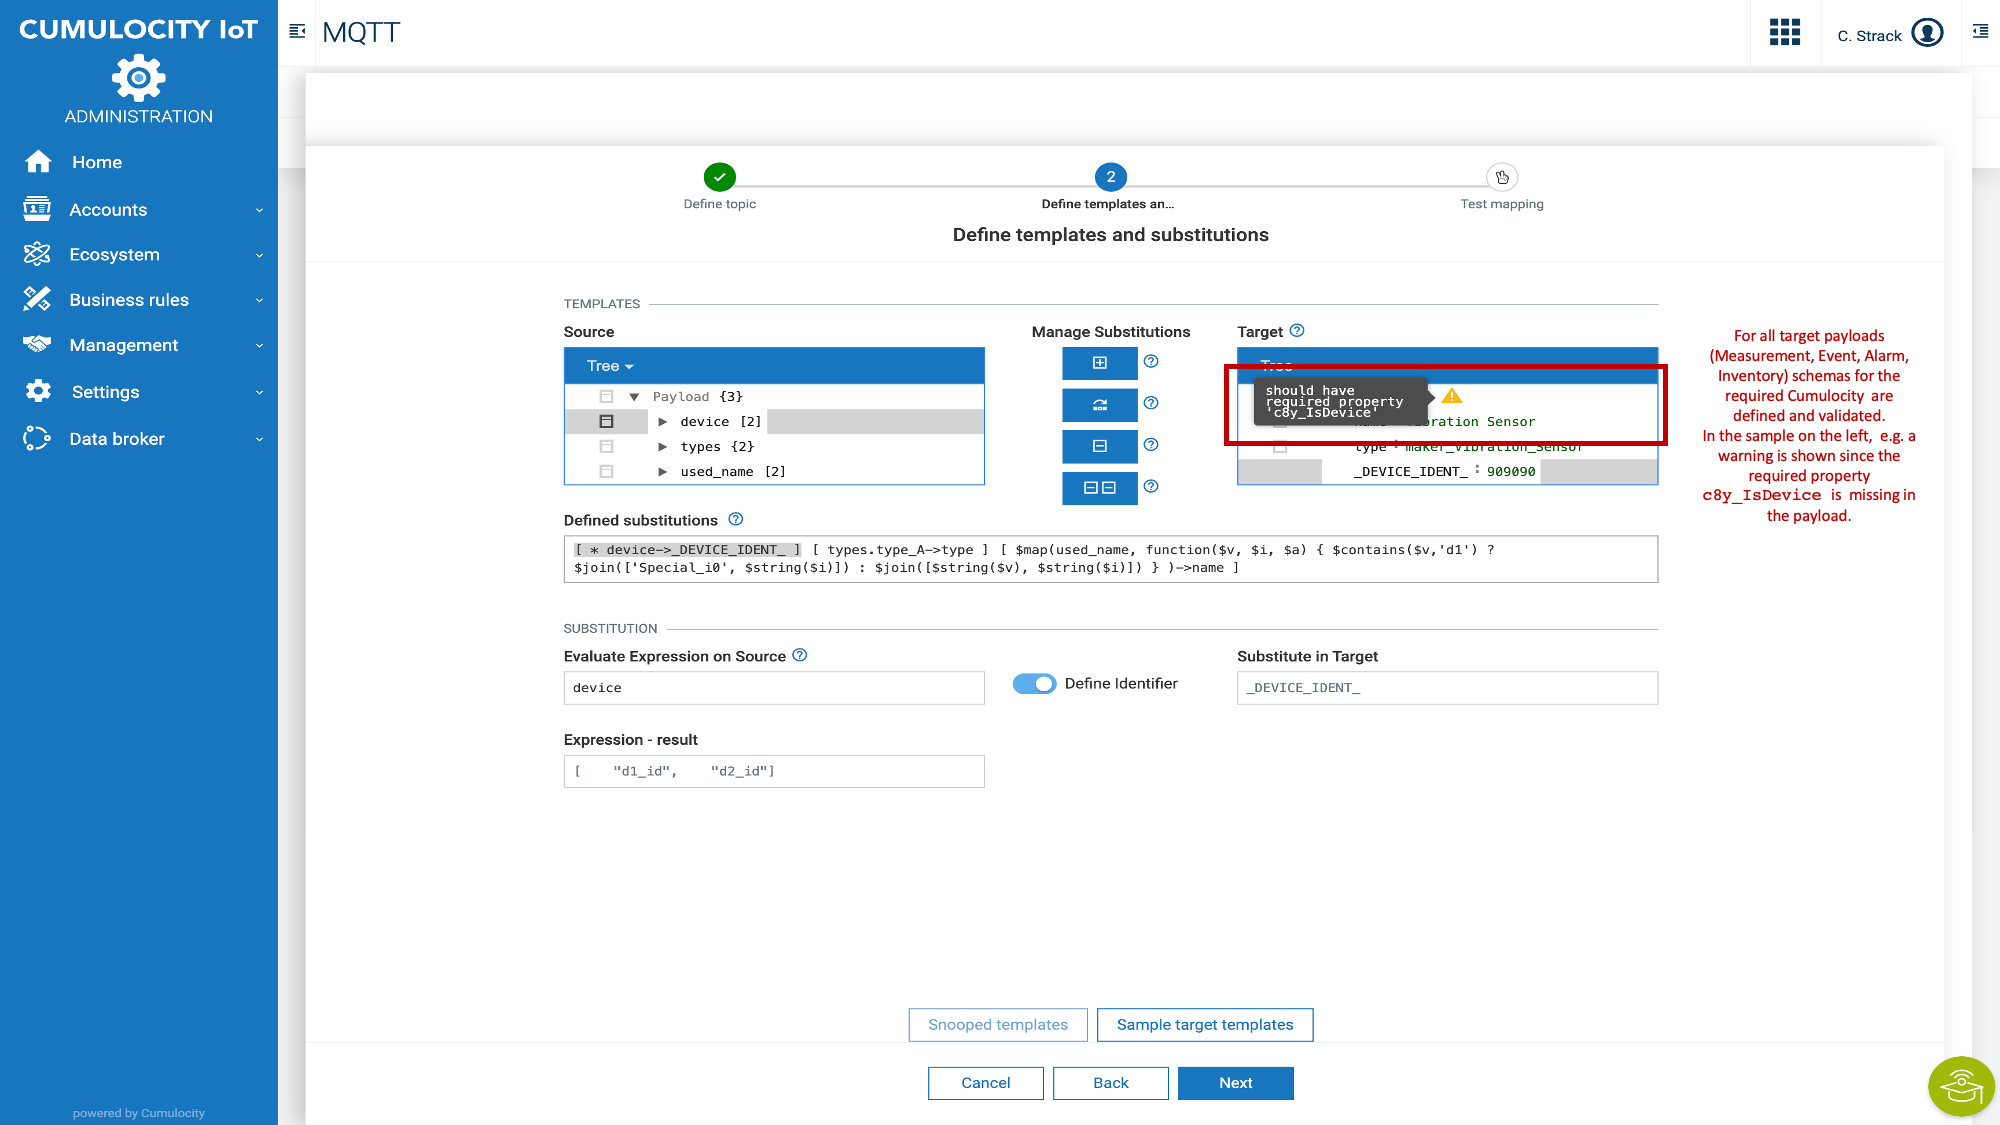 CUMULOCITY IoT
ADMINISTRATION
Home
Accounts
Ecosystem
Business rules
Management
Settings
Data broker
powered by Cumulocity
MQTT
C. Strack
2
Define topic
Define templates an...
Test mapping
Define templates and substitutions
TEMPLATES
Source
Manage Substitutions
Target
Tree
Payload {3}
device [2]
types {2}
used_name [2]
Tree
should have
required property
'c8y_IsDevice'
name : Vibration Sensor
type : maker_Vibration_Sensor
_DEVICE_IDENT_ : 909090
For all target payloads
(Measurement, Event, Alarm,
Inventory) schemas for the
required Cumulocity are
defined and validated.
In the sample on the left, e.g. a
warning is shown since the
required property
c8y_IsDevice is missing in
the payload.
Defined substitutions
[ * device->_DEVICE_IDENT_ ] [ types.type_A->type ] [ $map(used_name, function($v, $i, $a) { $contains($v,'d1') ?
$join(['Special_i0', $string($i)]) : $join([$string($v), $string($i)]) } )->name ]
SUBSTITUTION
Evaluate Expression on Source
Substitute in Target
device
Define Identifier
_DEVICE_IDENT_
Expression - result
[ "d1_id", "d2_id"]
Snooped templates
Sample target templates
Cancel
Back
Next